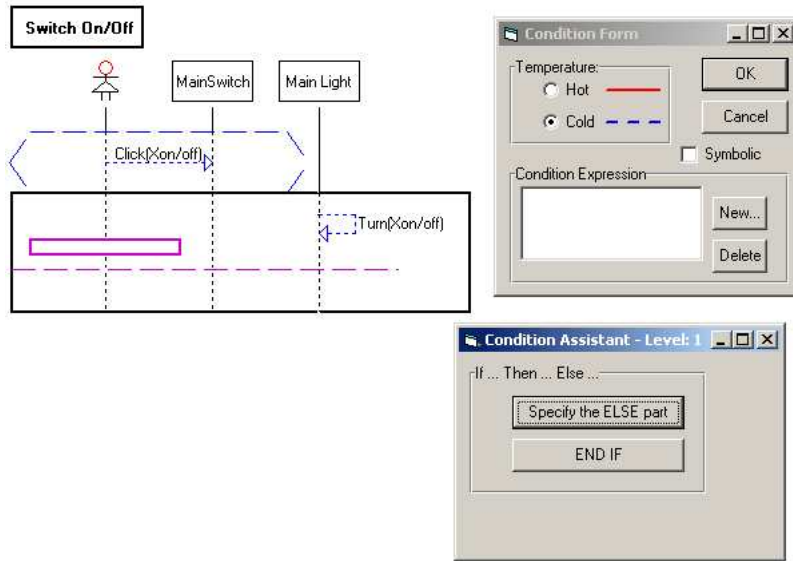 Switch On/Off
MainSwitch
Main Light
Click(Xon/off)
Turn(Xon/off)
Condition Form
Temperature:
Hot
Cold
OK
Cancel
Symbolic
Condition Expression
New...
Delete
Condition Assistant - Level: 1
If ... Then ... Else ...
Specify the ELSE part
END IF